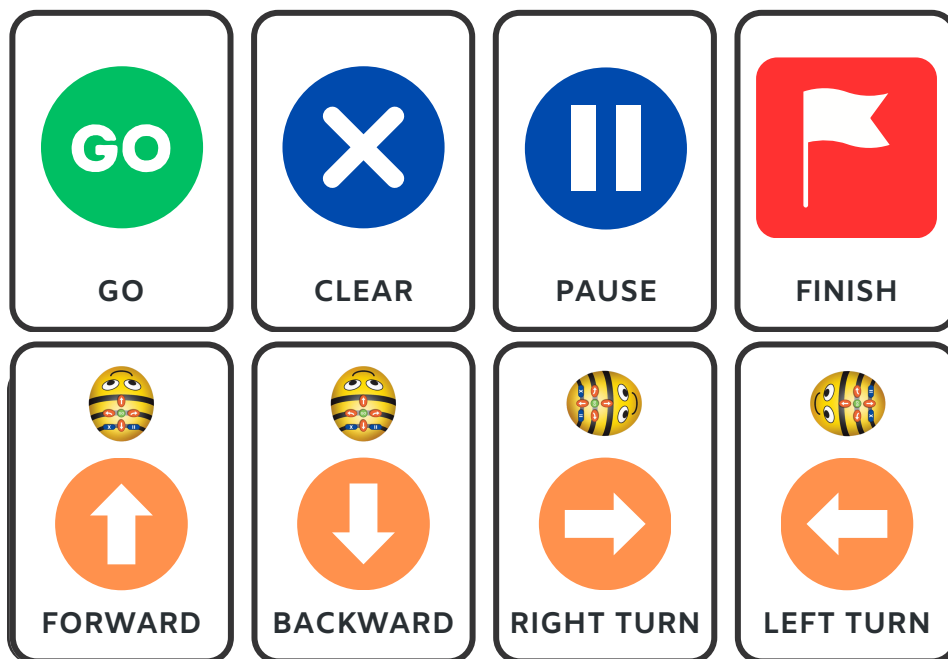 GO
GO
CLEAR
PAUSE
FINISH
FORWARD
BACKWARD
RIGHT TURN
LEFT TURN